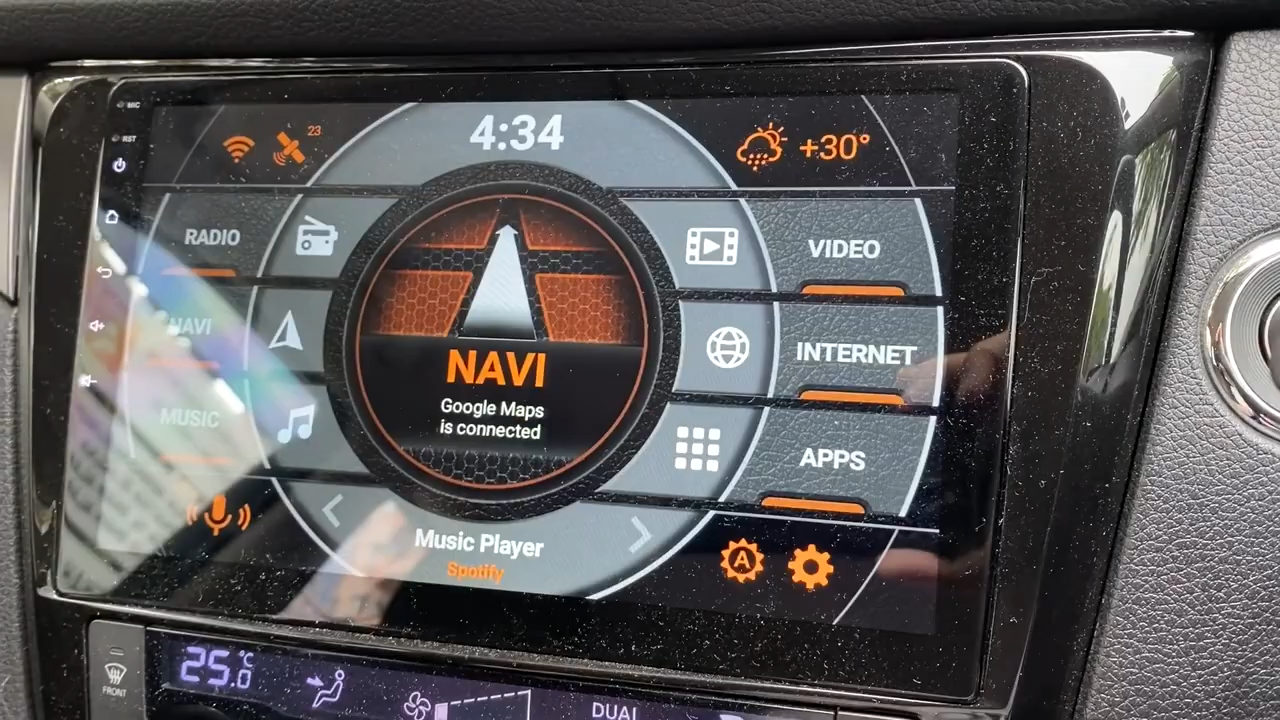 MIC
RST
23
4:34
+30°
RADIO
VIDEO
NAVI
INTERNET
MUSIC
APPS
NAVI
Google Maps
is connected
Music Player
Spotify
A
25.0 °C
FRONT
DUAL